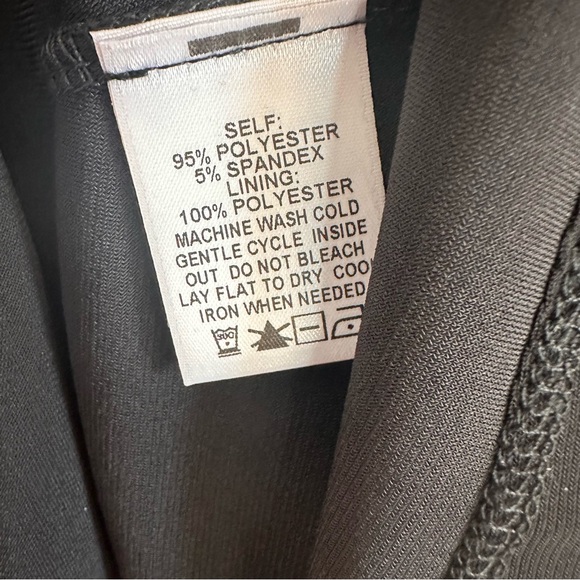 SELF:
95% POLYESTER
5% SPANDEX
LINING:
100% POLYESTER
MACHINE WASH COLD
GENTLE CYCLE INSIDE
OUT DO NOT BLEACH
LAY FLAT TO DRY COO
IRON WHEN NEEDED